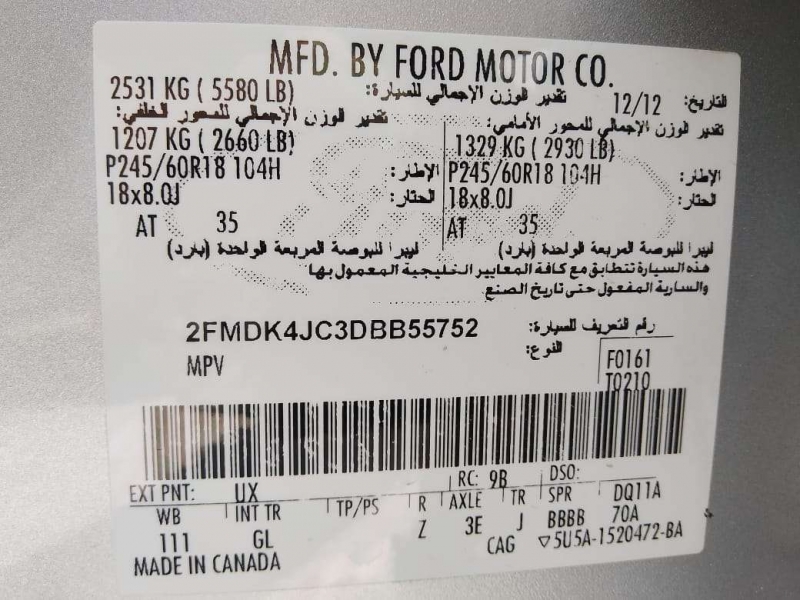 MFD. BY FORD MOTOR CO.
التاريخ: 12/12 تقدير الوزن الإجمالي للسيارة: 2531 KG ( 5580 LB)
تقدير الوزن الإجمالي للمحور الأمامي: تقدير الوزن الإجمالي للمحور الخلفي:
1329 KG ( 2930 LB) 1207 KG ( 2660 LB)
الإطار: P245/60R18 104H الإطار: P245/60R18 104H
الحتار: 18x8.0J الحتار: 18x8.0J
AT 35 AT 35
ليبرا للبوصة المربعة الواحدة (بارد) ليبرا للبوصة المربعة الواحدة (بارد)
هذه السيارة تتطابق مع كافة المعايير الخليجية المعمول بها
والسارية المفعول حتى تاريخ الصنع
رقم التعريف للسيارة: 2FMDK4JC3DBB55752
النوع: MPV
F0161
T0210
EXT PNT: UX RC: 9B DSO:
WB INT TR TP/PS R AXLE TR SPR DQ11A
111 GL Z 3E J BBBB 70A
MADE IN CANADA CAG ▽5U5A-1520472-BA